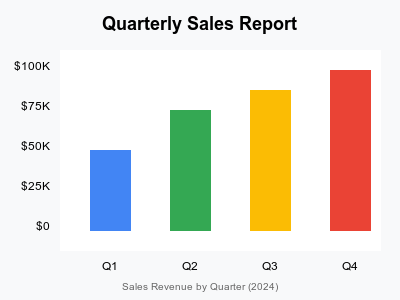 Quarterly Sales Report
$100K
$75K
$50K
$25K
$0
Q1 Q2 Q3 Q4
Sales Revenue by Quarter (2024)